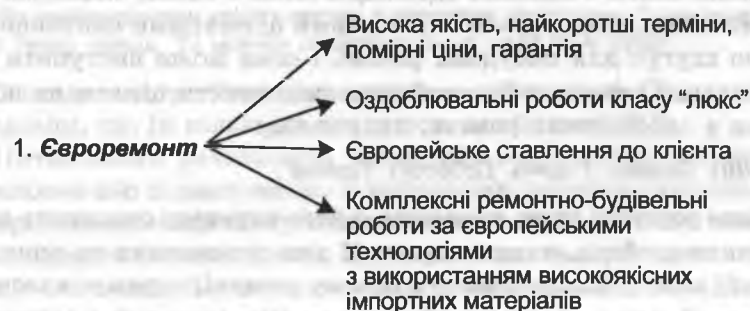 Висока якість, найкоротші терміни,
помірні ціни, гарантія
Оздоблювальні роботи класу “люкс”
1. Євроремонт
Європейське ставлення до клієнта
Комплексні ремонтно-будівельні
роботи за європейськими
технологіями
з використанням високоякісних
імпортних матеріалів